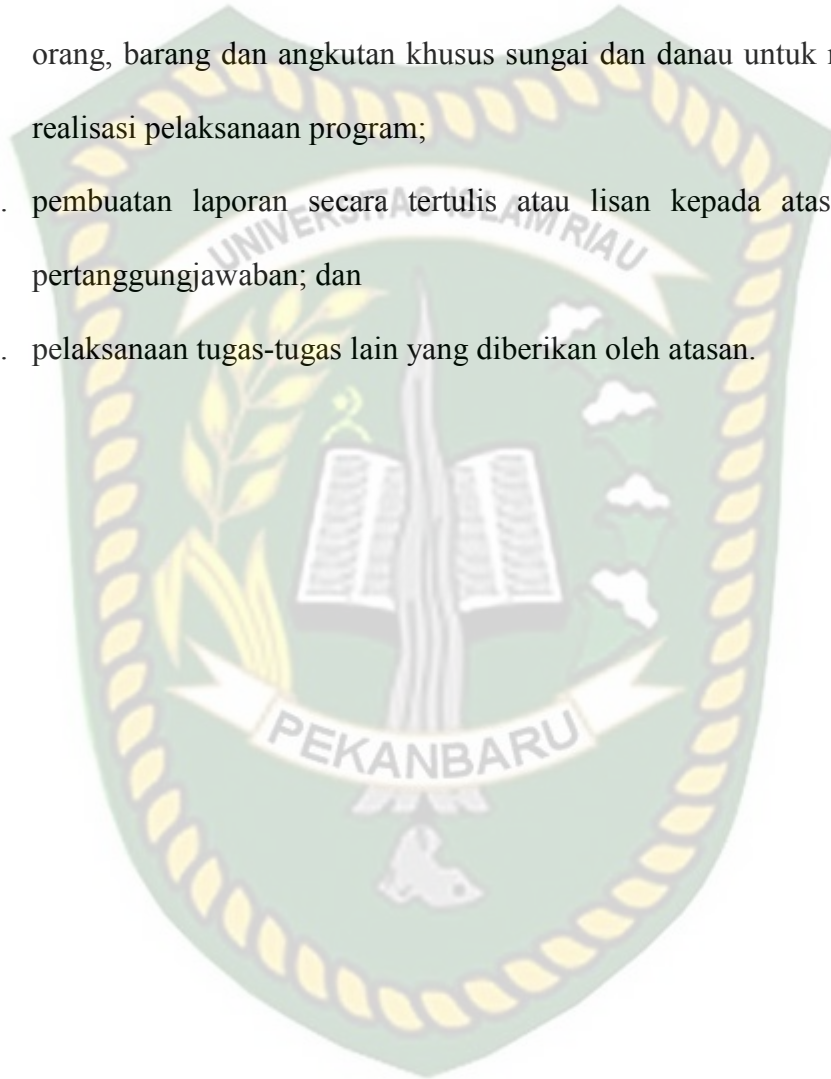 orang, barang dan angkutan khusus sungai dan danau untuk
realisasi pelaksanaan program;
. pembuatan laporan secara tertulis atau lisan kepada
pertanggungjawaban; dan
. pelaksanaan tugas-tugas lain yang diberikan oleh atasan.
UNIVERSITAS ISLAM RIAU
PEKANBARU